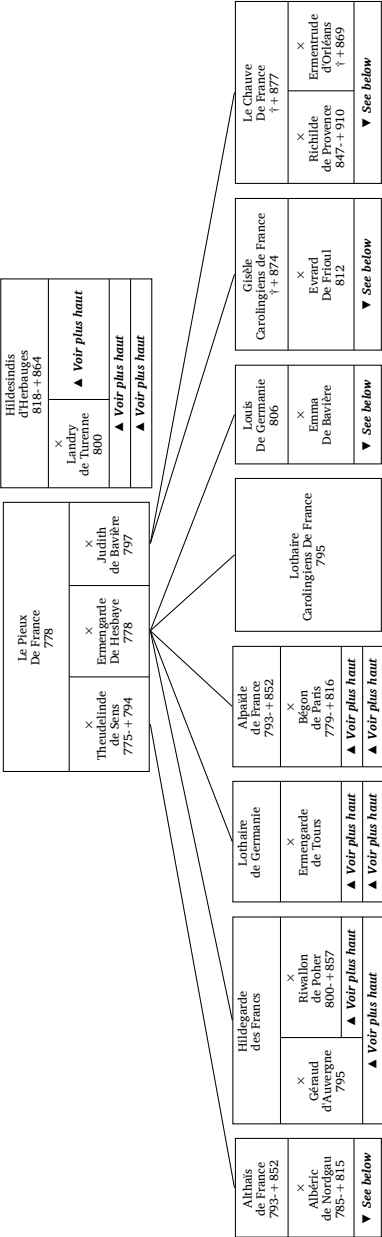 Le Pieux
De France
778
×
Theudelinde
de Sens
775-+794
×
Ermengarde
De Hesbaye
778
×
Judith
de Bavière
797
Hildesindis
d'Herbauges
818-+864
×
Landry
de Turenne
800
▲ Voir plus haut
▲ Voir plus haut
▲ Voir plus haut
Althaïs
de France
793-+852
×
Albéric
de Nordgau
785-+815
▼ See below
Hildegarde
des Francs
×
Géraud
d'Auvergne
795
×
Riwallon
de Poher
800-+857
▲ Voir plus haut
▲ Voir plus haut
Lothaire
de Germanie
×
Ermengarde
de Tours
▲ Voir plus haut
▲ Voir plus haut
Alpaïde
de France
793-+852
×
Bégon
de Paris
779-+816
▲ Voir plus haut
▲ Voir plus haut
Lothaire
Carolingiens De France
795
Louis
De Germanie
806
×
Emma
De Bavière
▼ See below
Gisèle
Carolingiens de France
†+874
×
Evrard
De Frioul
812
▼ See below
Le Chauve
De France
†+877
×
Richilde
de Provence
847-+910
×
Ermentrude
d'Orléans
†+869
▼ See below